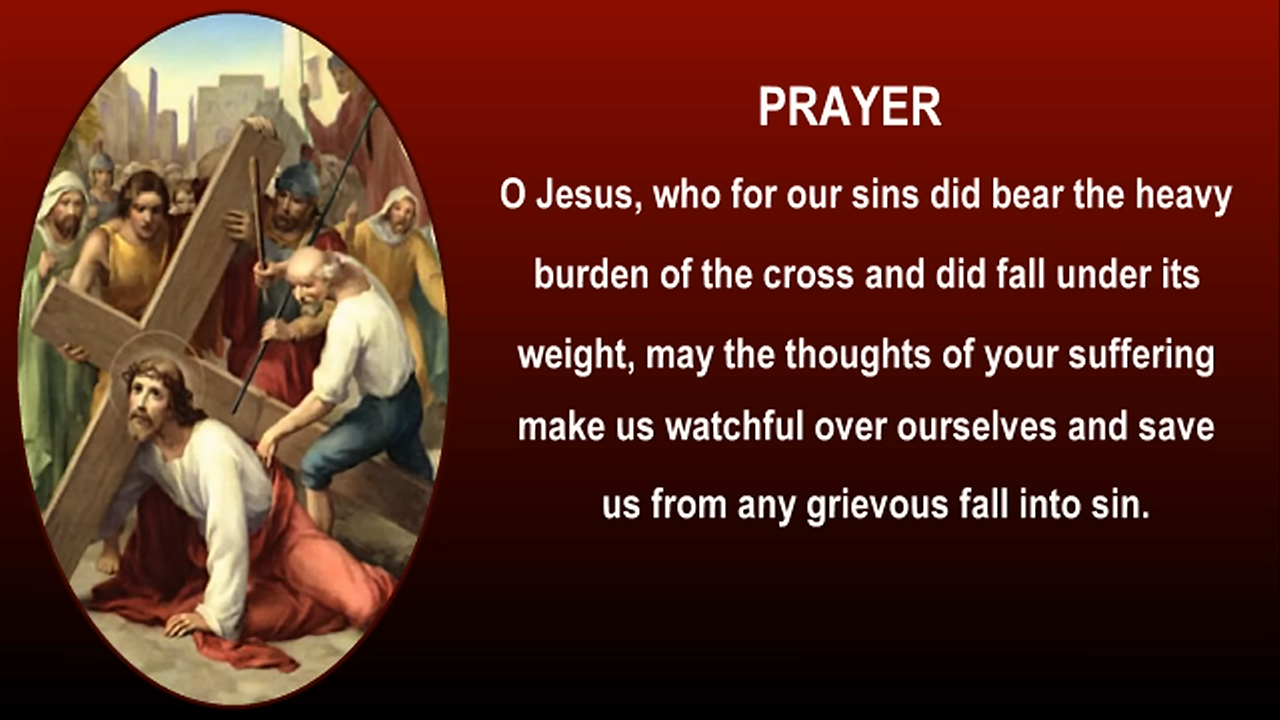 PRAYER
O Jesus, who for our sins did bear the heavy
burden of the cross and did fall under its
weight, may the thoughts of your suffering
make us watchful over ourselves and save
us from any grievous fall into sin.